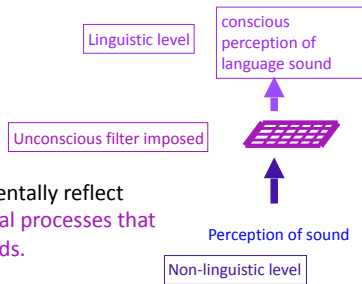 conscious
perception of
language sound
Linguistic level
Unconscious filter imposed
entally reflect
al processes that
ds.
Perception of sound
Non-linguistic level